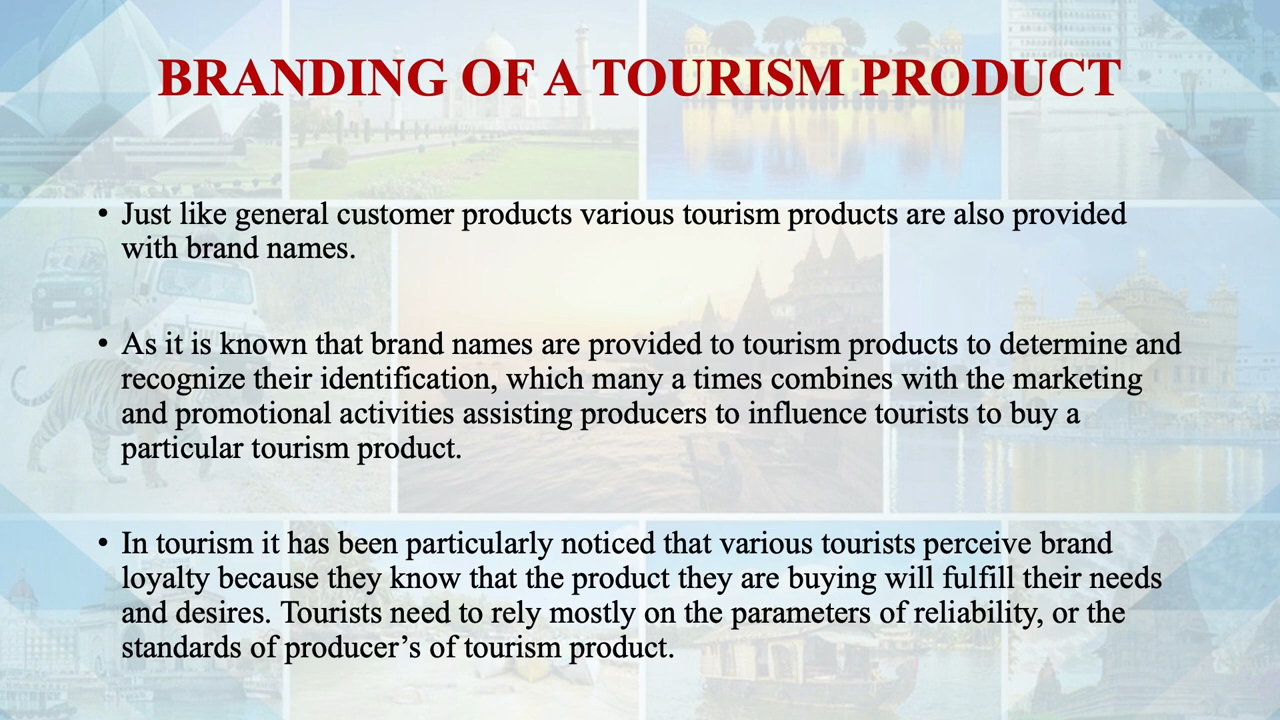 BRANDING OF A TOURISM PRODUCT
• Just like general customer products various tourism products are also provided
with brand names.
• As it is known that brand names are provided to tourism products to determine and
recognize their identification, which many a times combines with the marketing
and promotional activities assisting producers to influence tourists to buy a
particular tourism product.
• In tourism it has been particularly noticed that various tourists perceive brand
loyalty because they know that the product they are buying will fulfill their needs
and desires. Tourists need to rely mostly on the parameters of reliability, or the
standards of producer’s of tourism product.